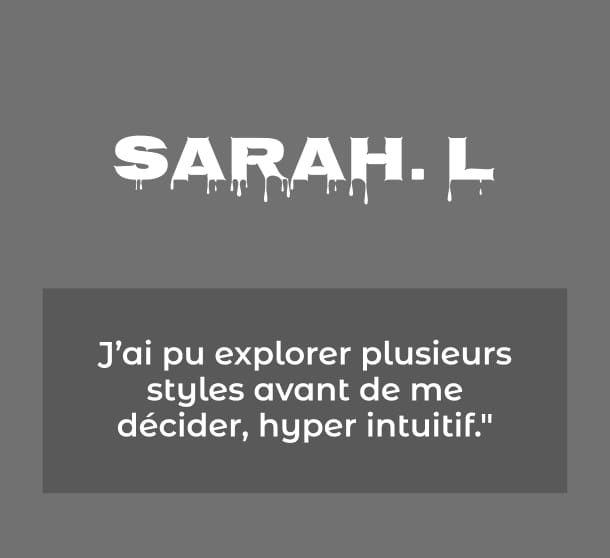 SARAH. L
J’ai pu explorer plusieurs
styles avant de me
décider, hyper intuitif."